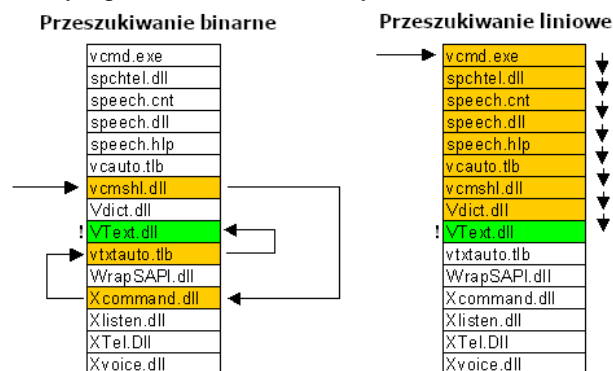 Przeszukiwanie binarne
vcmd.exe
spchtel.dll
speech.cnt
speech.dll
speech.hlp
vcauto.tlb
vcmshl.dll
Vdict.dll
! VText.dll
vtxtauto.tlb
WrapSAPI.dll
Xcommand.dll
Xlisten.dll
XTel.Dll
Xvoice.dll
Przeszukiwanie liniowe
vcmd.exe
spchtel.dll
speech.cnt
speech.dll
speech.hlp
vcauto.tlb
vcmshl.dll
Vdict.dll
! VText.dll
vtxtauto.tlb
WrapSAPI.dll
Xcommand.dll
Xlisten.dll
XTel.Dll
Xvoice.dll